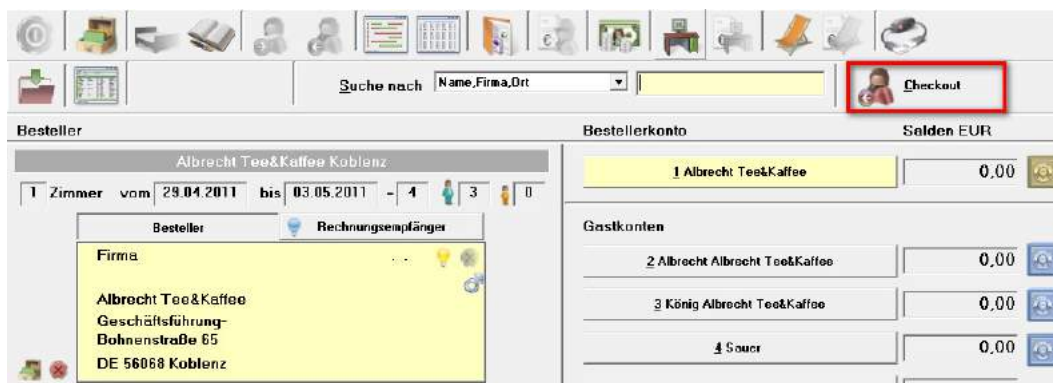 Suche nach Name,Firma,Ort Checkout
Besteller Bestellerkonto Salden EUR
Albrecht Tee&Kaffee Koblenz
1 Albrecht Tee&Kaffee 0,00
1 Zimmer vom 29.04.2011 bis 03.05.2011 - 4 3 0
Besteller Rechnungsempfänger
Gastkonten
Firma . .
2 Albrecht Albrecht Tee&Kaffee 0,00
Albrecht Tee&Kaffee
3 König Albrecht Tee&Kaffee 0,00
Geschäftsführung-
Bohnenstraße 65
4 Sauer 0,00
DE 56068 Koblenz